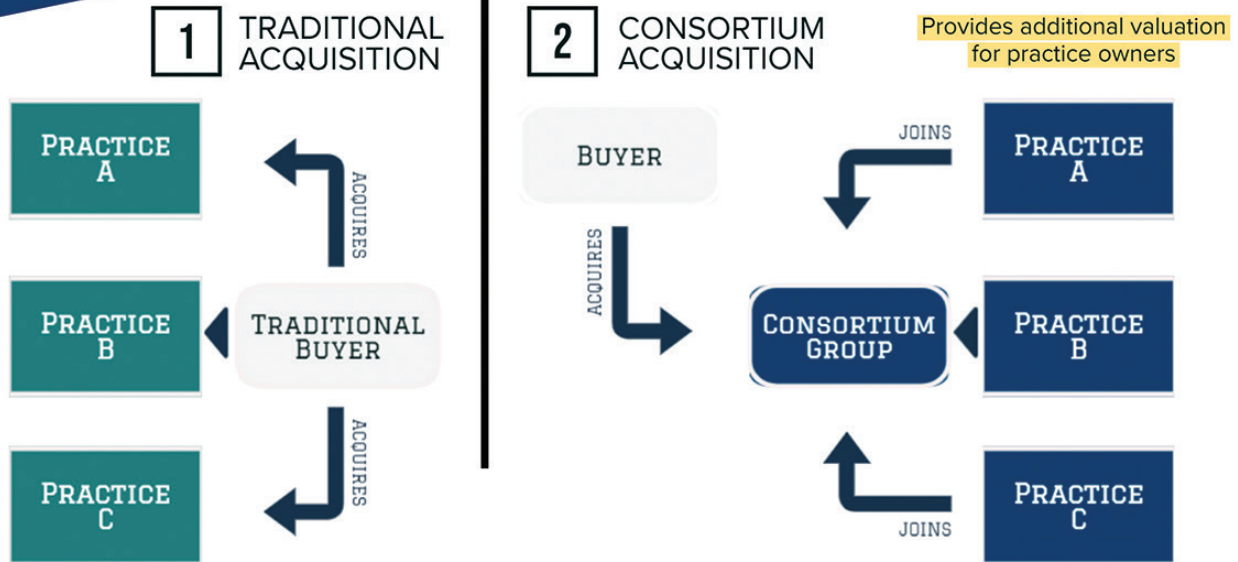 1
TRADITIONAL
ACQUISITION
PRACTICE
A
ACQUIRES
PRACTICE
B
TRADITIONAL
BUYER
ACQUIRES
PRACTICE
C
2
CONSORTIUM
ACQUISITION
Provides additional valuation
for practice owners
BUYER
JOINS
PRACTICE
A
ACQUIRES
CONSORTIUM
GROUP
PRACTICE
B
JOINS
PRACTICE
C